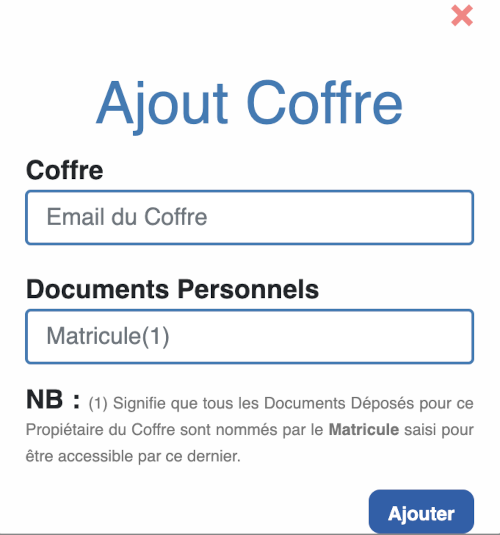 Ajout Coffre
Coffre
Email du Coffre
Documents Personnels
Matricule(1)
NB : (1) Signifie que tous les Documents Déposés pour ce
Propiétaire du Coffre sont nommés par le Matricule saisi pour
être accessible par ce dernier.
Ajouter